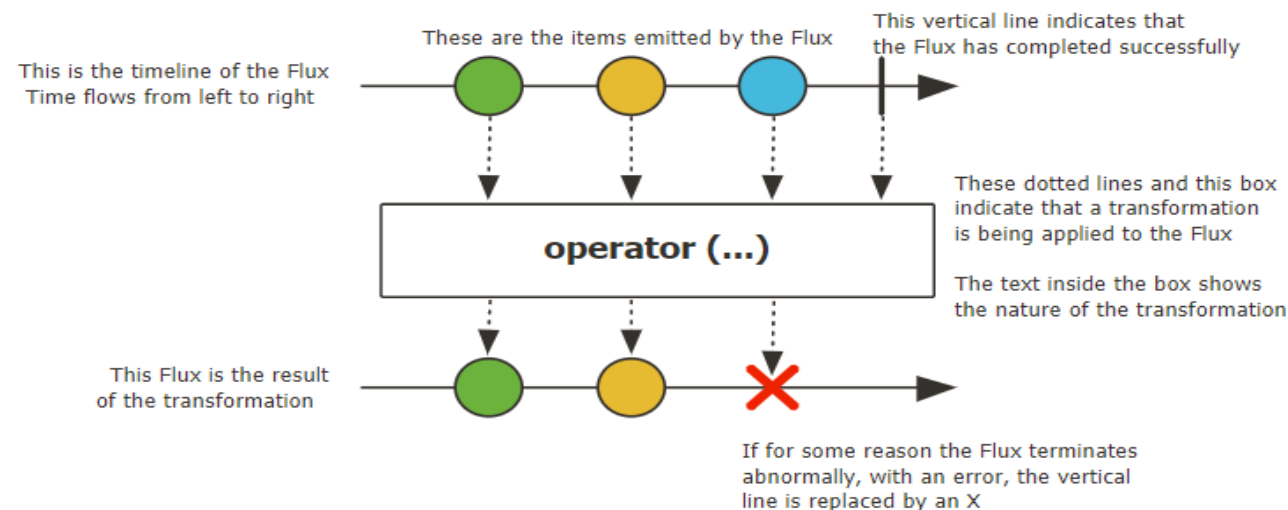 This vertical line indicates that
the Flux has completed successfully
These are the items emitted by the Flux
This is the timeline of the Flux
Time flows from left to right
These dotted lines and this box
indicate that a transformation
is being applied to the Flux
operator (...)
The text inside the box shows
the nature of the transformation
This Flux is the result
of the transformation
If for some reason the Flux terminates
abnormally, with an error, the vertical
line is replaced by an X